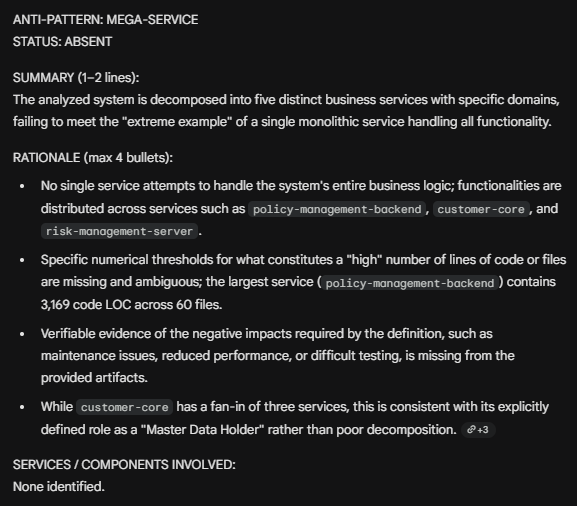 ANTI-PATTERN: MEGA-SERVICE
STATUS: ABSENT
SUMMARY (1–2 lines):
The analyzed system is decomposed into five distinct business services with specific domains,
failing to meet the "extreme example" of a single monolithic service handling all functionality.
RATIONALE (max 4 bullets):
• No single service attempts to handle the system's entire business logic; functionalities are
distributed across services such as policy-management-backend, customer-core, and
risk-management-server.
• Specific numerical thresholds for what constitutes a "high" number of lines of code or files
are missing and ambiguous; the largest service (policy-management-backend) contains
3,169 code LOC across 60 files.
• Verifiable evidence of the negative impacts required by the definition, such as
maintenance issues, reduced performance, or difficult testing, is missing from the
provided artifacts.
• While customer-core has a fan-in of three services, this is consistent with its explicitly
defined role as a "Master Data Holder" rather than poor decomposition. +3
SERVICES / COMPONENTS INVOLVED:
None identified.